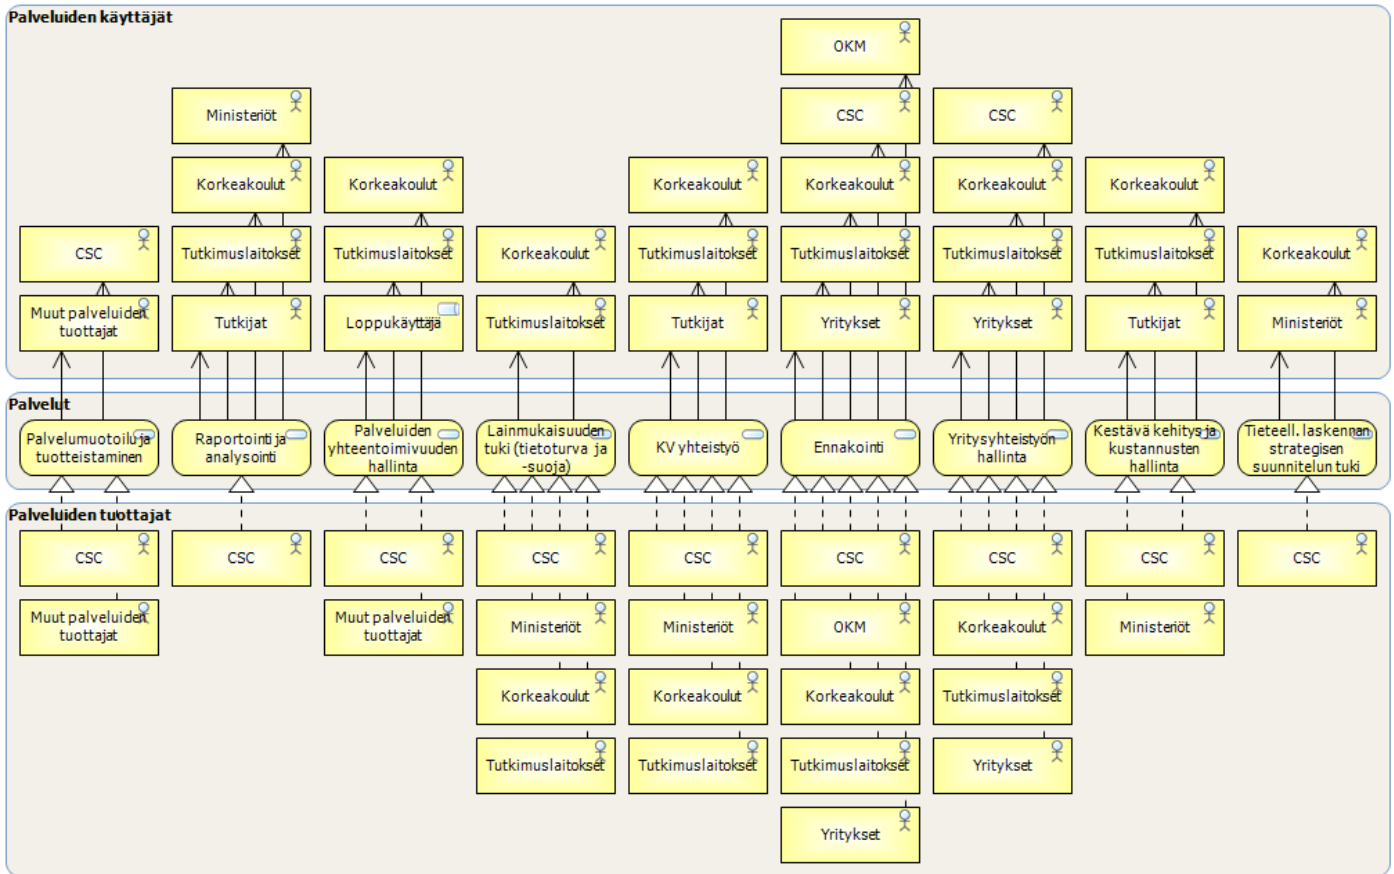 Palveluiden käyttäjät
OKM
Ministeriöt
CSC
CSC
Korkeakoulut
Korkeakoulut
Korkeakoulut
Korkeakoulut
Korkeakoulut
Korkeakoulut
CSC
Tutkimuslaitokset
Tutkimuslaitokset
Korkeakoulut
Tutkimuslaitokset
Tutkimuslaitokset
Tutkimuslaitokset
Tutkimuslaitokset
Korkeakoulut
Muut palveluiden
tuottajat
Tutkijat
Loppukäyttäjä
Tutkimuslaitokset
Tutkijat
Yritykset
Yritykset
Tutkijat
Ministeriöt
Palvelut
Palvelumuotoilu ja
tuotteistaminen
Raportointi ja
analysointi
Palveluiden
yhteentoimivuuden
hallinta
Lainmukaisuuden
tuki (tietoturva ja
-suoja)
KV yhteistyö
Ennakointi
Yritysyhteistyön
hallinta
Kestävä kehitys ja
kustannusten
hallinta
Tieteell. laskennan
strategisen
suunnitelun tuki
Palveluiden tuottajat
CSC
CSC
CSC
CSC
CSC
CSC
CSC
CSC
CSC
Muut palveluiden
tuottajat
Muut palveluiden
tuottajat
Ministeriöt
Ministeriöt
OKM
Korkeakoulut
Ministeriöt
Korkeakoulut
Korkeakoulut
Korkeakoulut
Tutkimuslaitokset
Tutkimuslaitokset
Tutkimuslaitokset
Tutkimuslaitokset
Yritykset
Yritykset